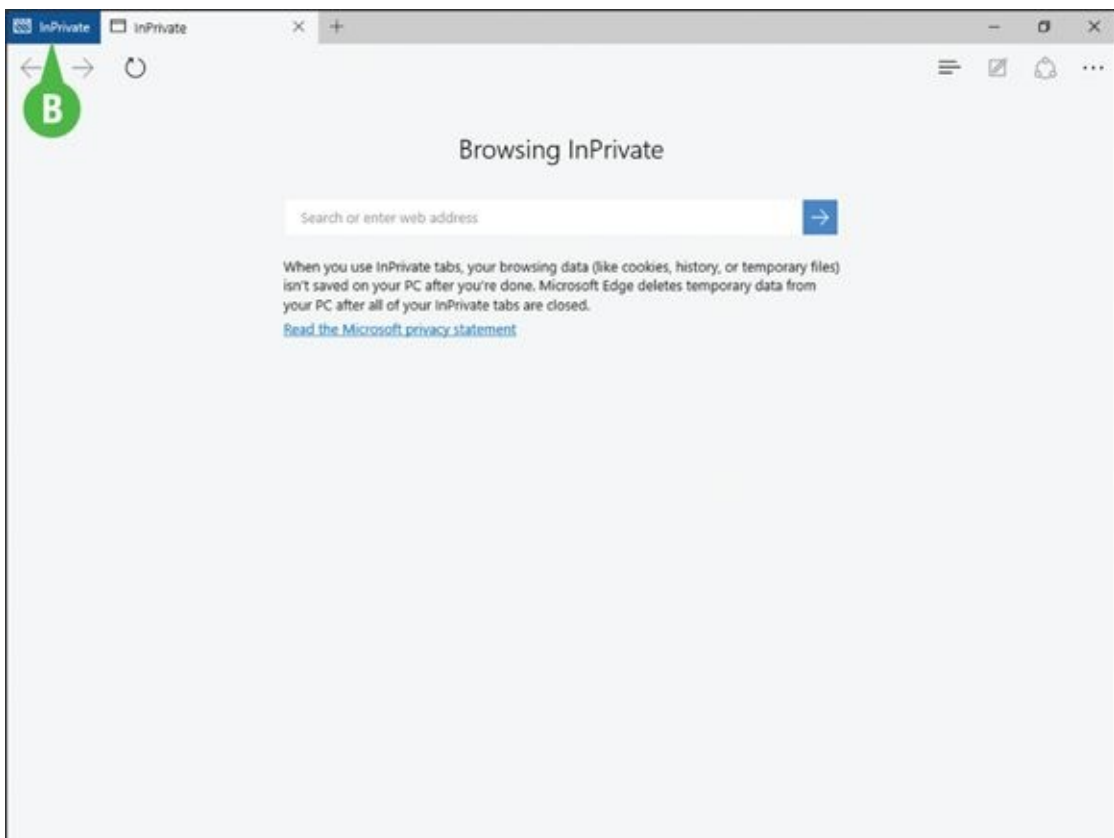 InPrivate
InPrivate
B
Browsing InPrivate
Search or enter web address
When you use InPrivate tabs, your browsing data (like cookies, history, or temporary files)
isn't saved on your PC after you're done. Microsoft Edge deletes temporary data from
your PC after all of your InPrivate tabs are closed.
Read the Microsoft privacy statement